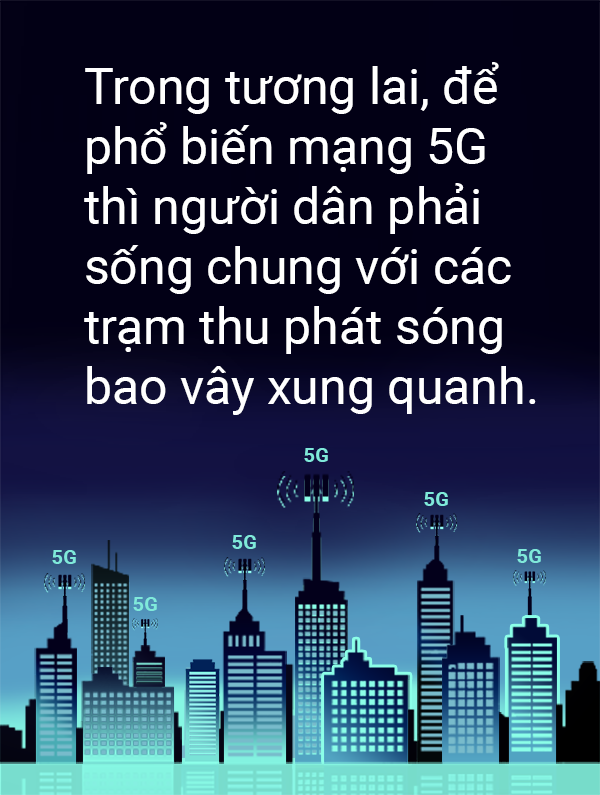 Trong tương lai, để
phổ biến mạng 5G
thì người dân phải
sống chung với các
trạm thu phát sóng
bao vây xung quanh.
5G
5G
5G
5G
5G
5G